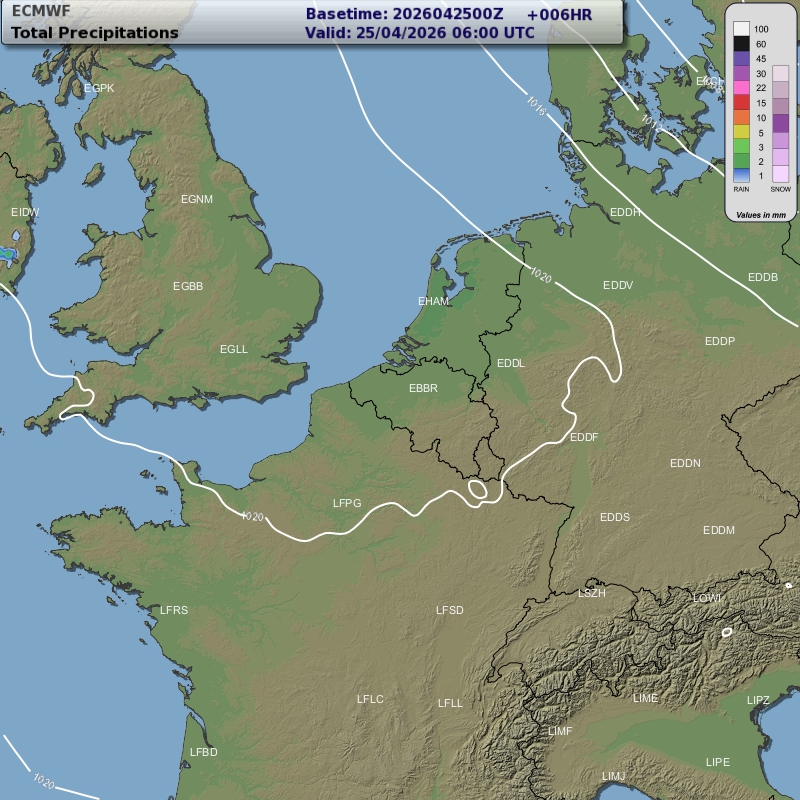 ECMWF
Basetime: 2026042500Z +006HR
Total Precipitations
Valid: 25/04/2026 06:00 UTC
100
60
45
30
22
15
10
5
3
2
1
RAIN SNOW
Values in mm
EGPK
1016
EIDW
EGNM
EDDH
1020
EGBB
EHAM
EDDV
EDDB
EGLL
EDDL
EDDP
EBBR
EDDF
EDDN
LFPG
1020
EDDS
EDDM
LFRS
LFSD
LSZH
LOWI
LFLC
LFLL
LIME
LIPZ
LIMF
LFBD
LIPE
1020
LIMJ